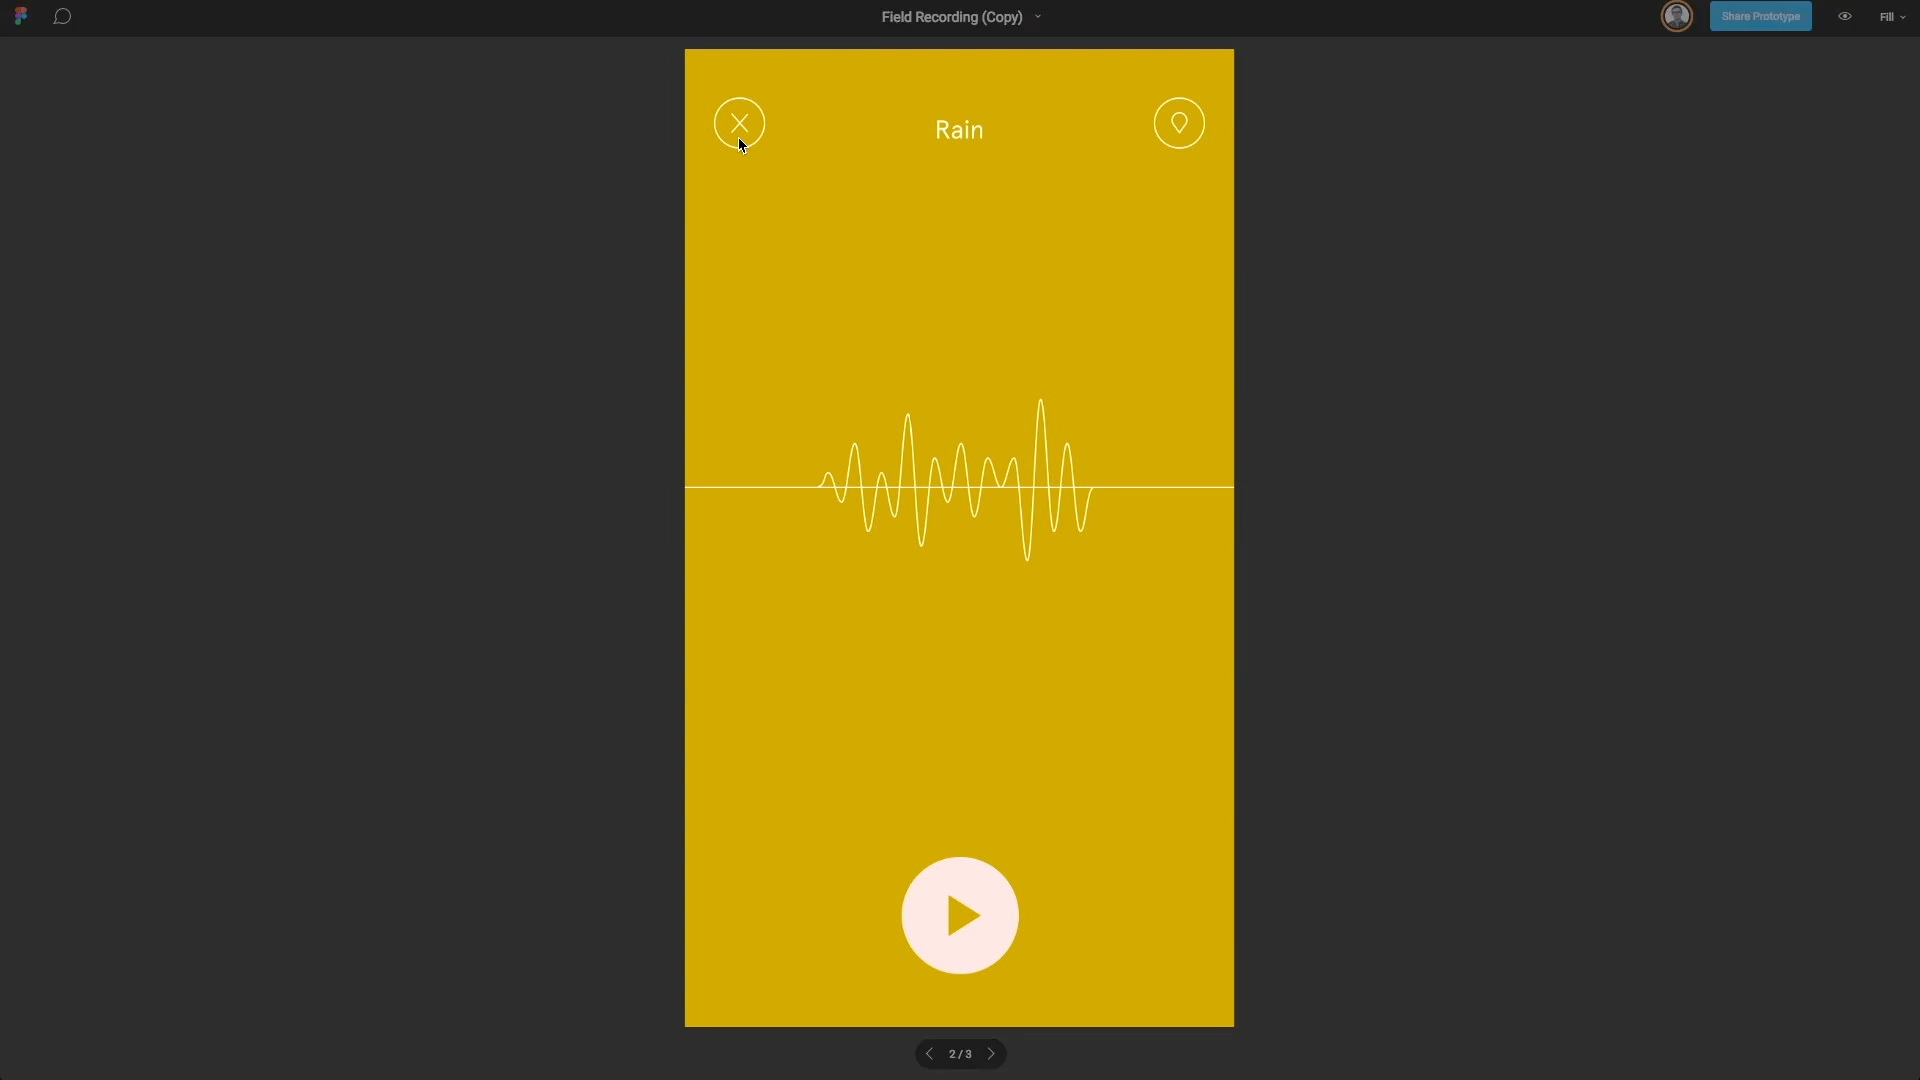 Field Recording (Copy)
Share Prototype
Fill
Rain
2 / 3